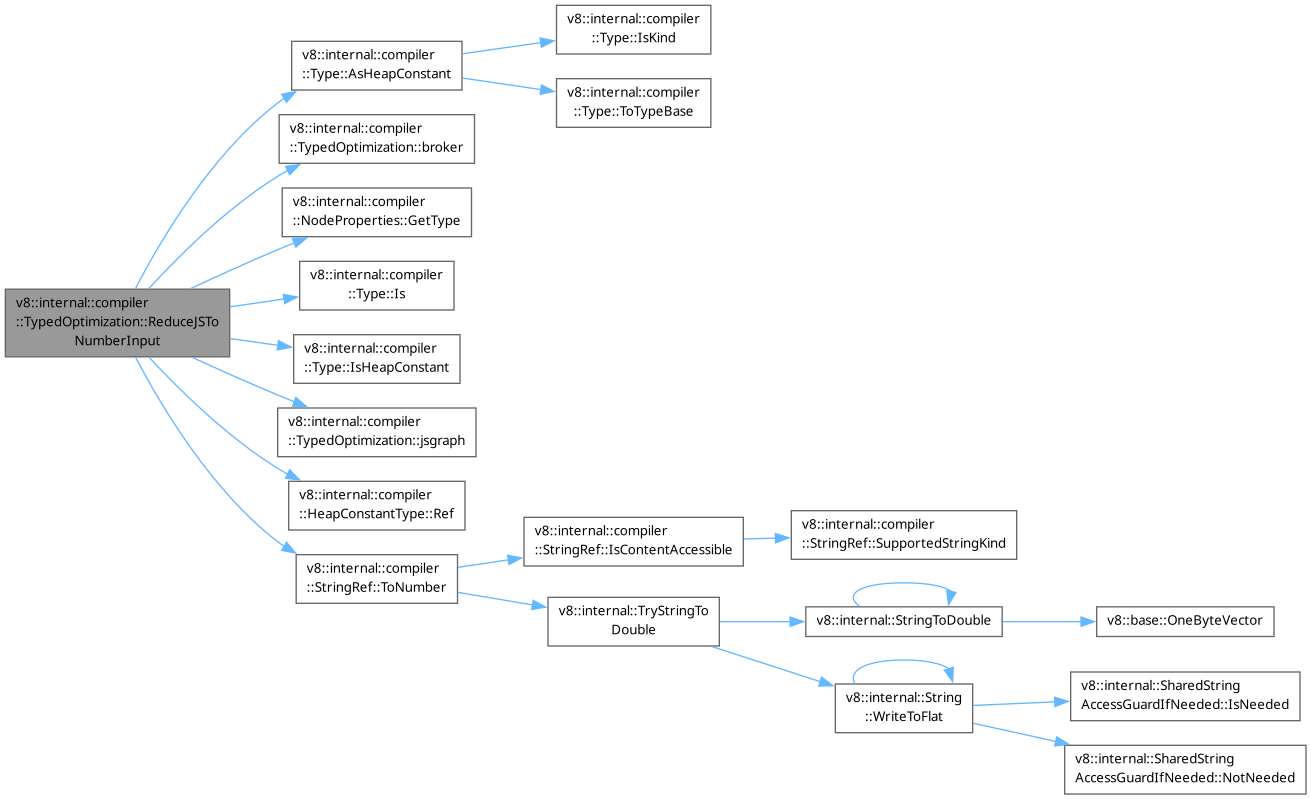 v8::internal::compiler
::Type::IsKind
v8::internal::compiler
::Type::AsHeapConstant
v8::internal::compiler
::Type::ToTypeBase
v8::internal::compiler
::TypedOptimization::broker
v8::internal::compiler
::NodeProperties::GetType
v8::internal::compiler
::Type::Is
v8::internal::compiler
::TypedOptimization::ReduceJSTo
NumberInput
v8::internal::compiler
::Type::IsHeapConstant
v8::internal::compiler
::TypedOptimization::jsgraph
v8::internal::compiler
::HeapConstantType::Ref
v8::internal::compiler
::StringRef::ToNumber
v8::internal::compiler
::StringRef::IsContentAccessible
v8::internal::compiler
::StringRef::SupportedStringKind
v8::internal::TryStringTo
Double
v8::internal::StringToDouble
v8::base::OneByteVector
v8::internal::String
::WriteToFlat
v8::internal::SharedString
AccessGuardIfNeeded::IsNeeded
v8::internal::SharedString
AccessGuardIfNeeded::NotNeeded